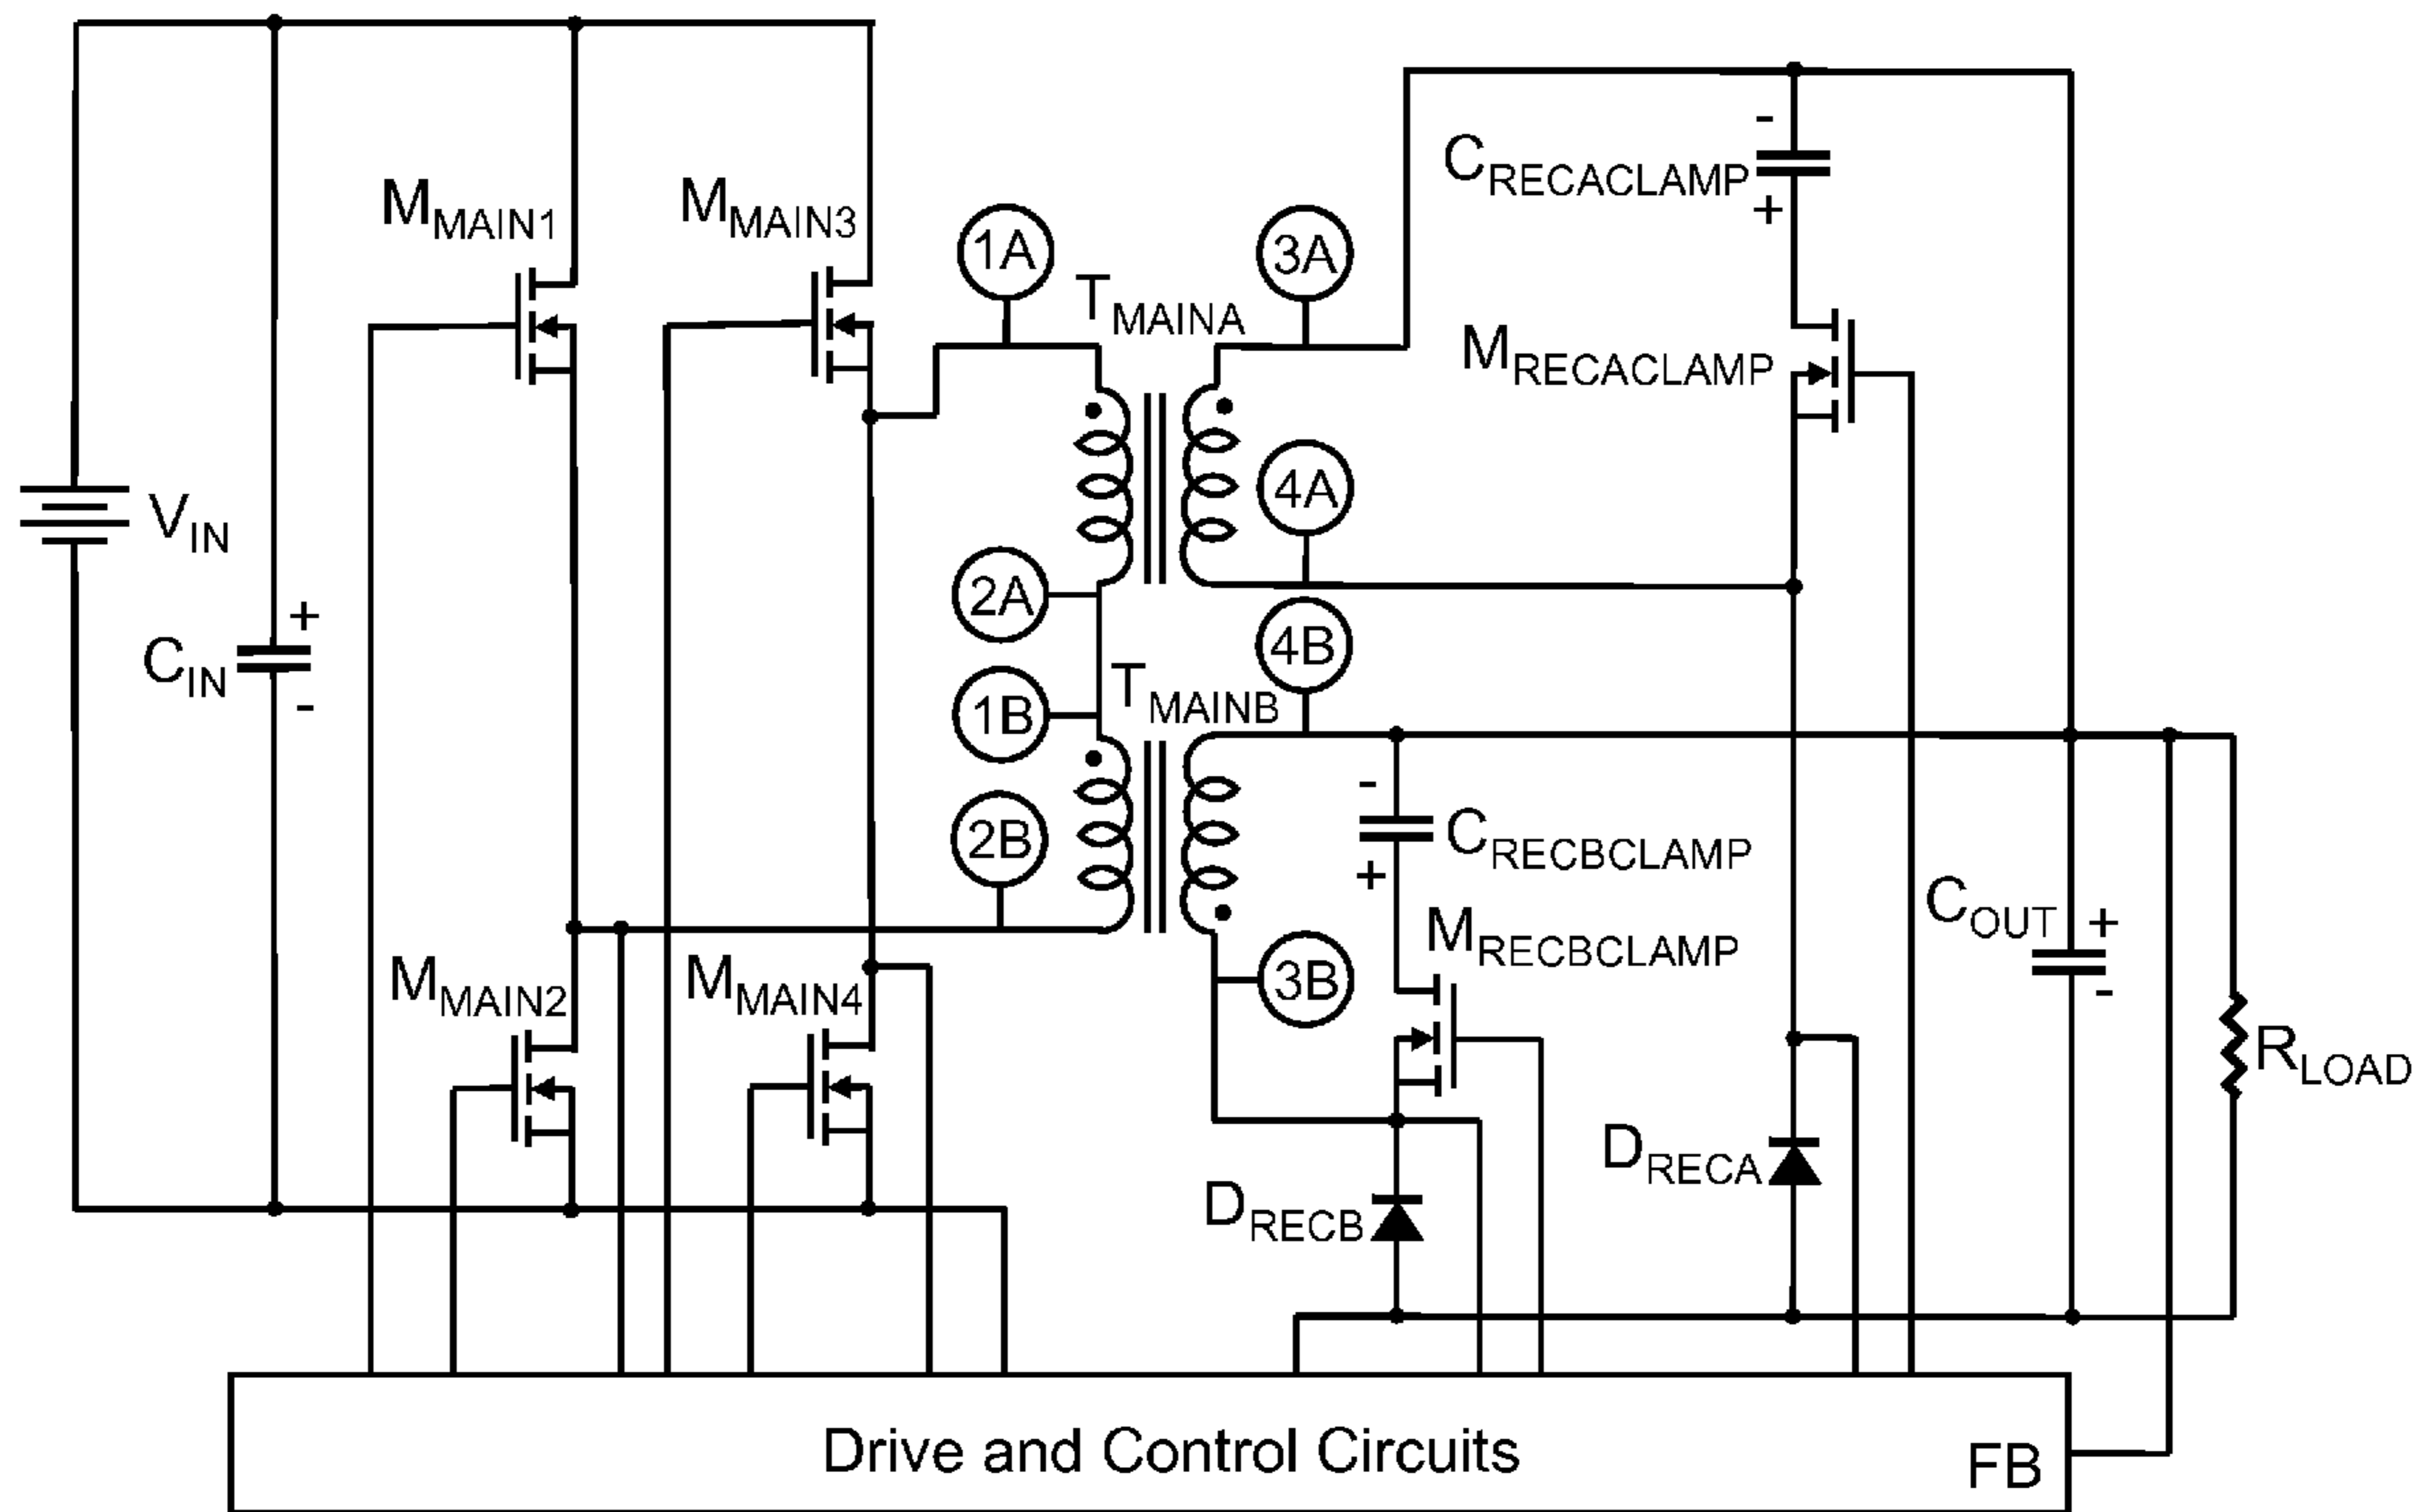 M_MAIN1
M_MAIN3
1A
T_MAINA
3A
-
C_RECACLAMP
+
M_RECACLAMP
V_IN
4A
2A
C_IN
+
-
1B
T_MAINB
4B
2B
-
C_RECBCLAMP
+
M_RECBCLAMP
3B
C_OUT
+
-
M_MAIN2
M_MAIN4
R_LOAD
D_RECB
D_RECA
Drive and Control Circuits
FB